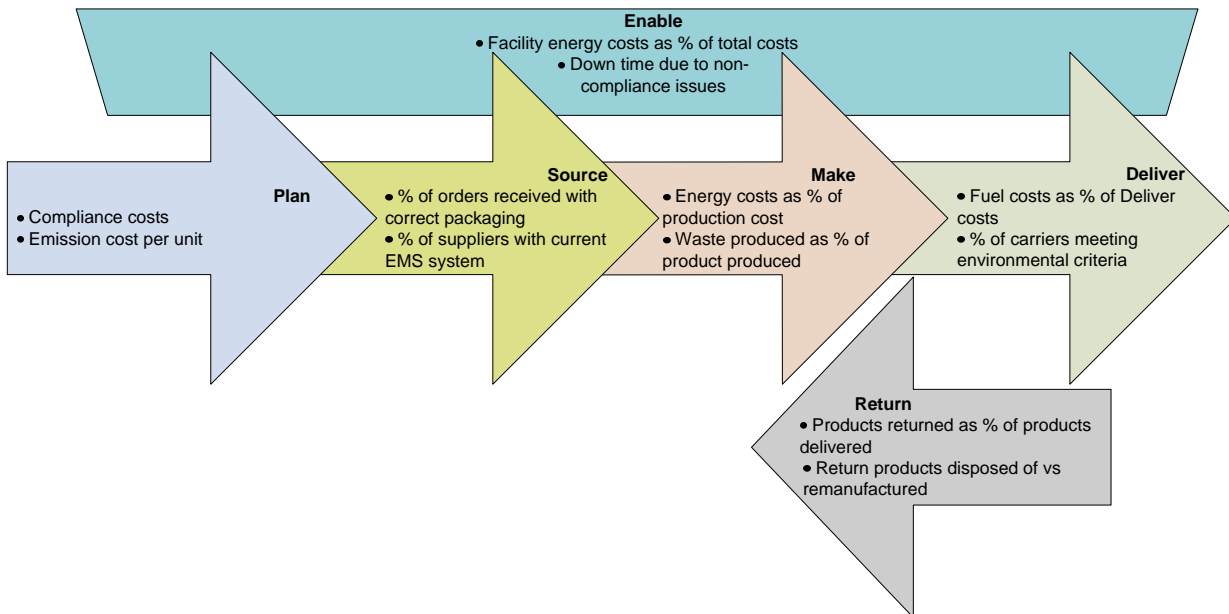 Enable
• Facility energy costs as % of total costs
• Down time due to non-
compliance issues
Plan
• Compliance costs
• Emission cost per unit
Source
• % of orders received with
correct packaging
• % of suppliers with current
EMS system
Make
• Energy costs as % of
production cost
• Waste produced as % of
product produced
Deliver
• Fuel costs as % of Deliver
costs
• % of carriers meeting
environmental criteria
Return
• Products returned as % of products
delivered
• Return products disposed of vs
remanufactured